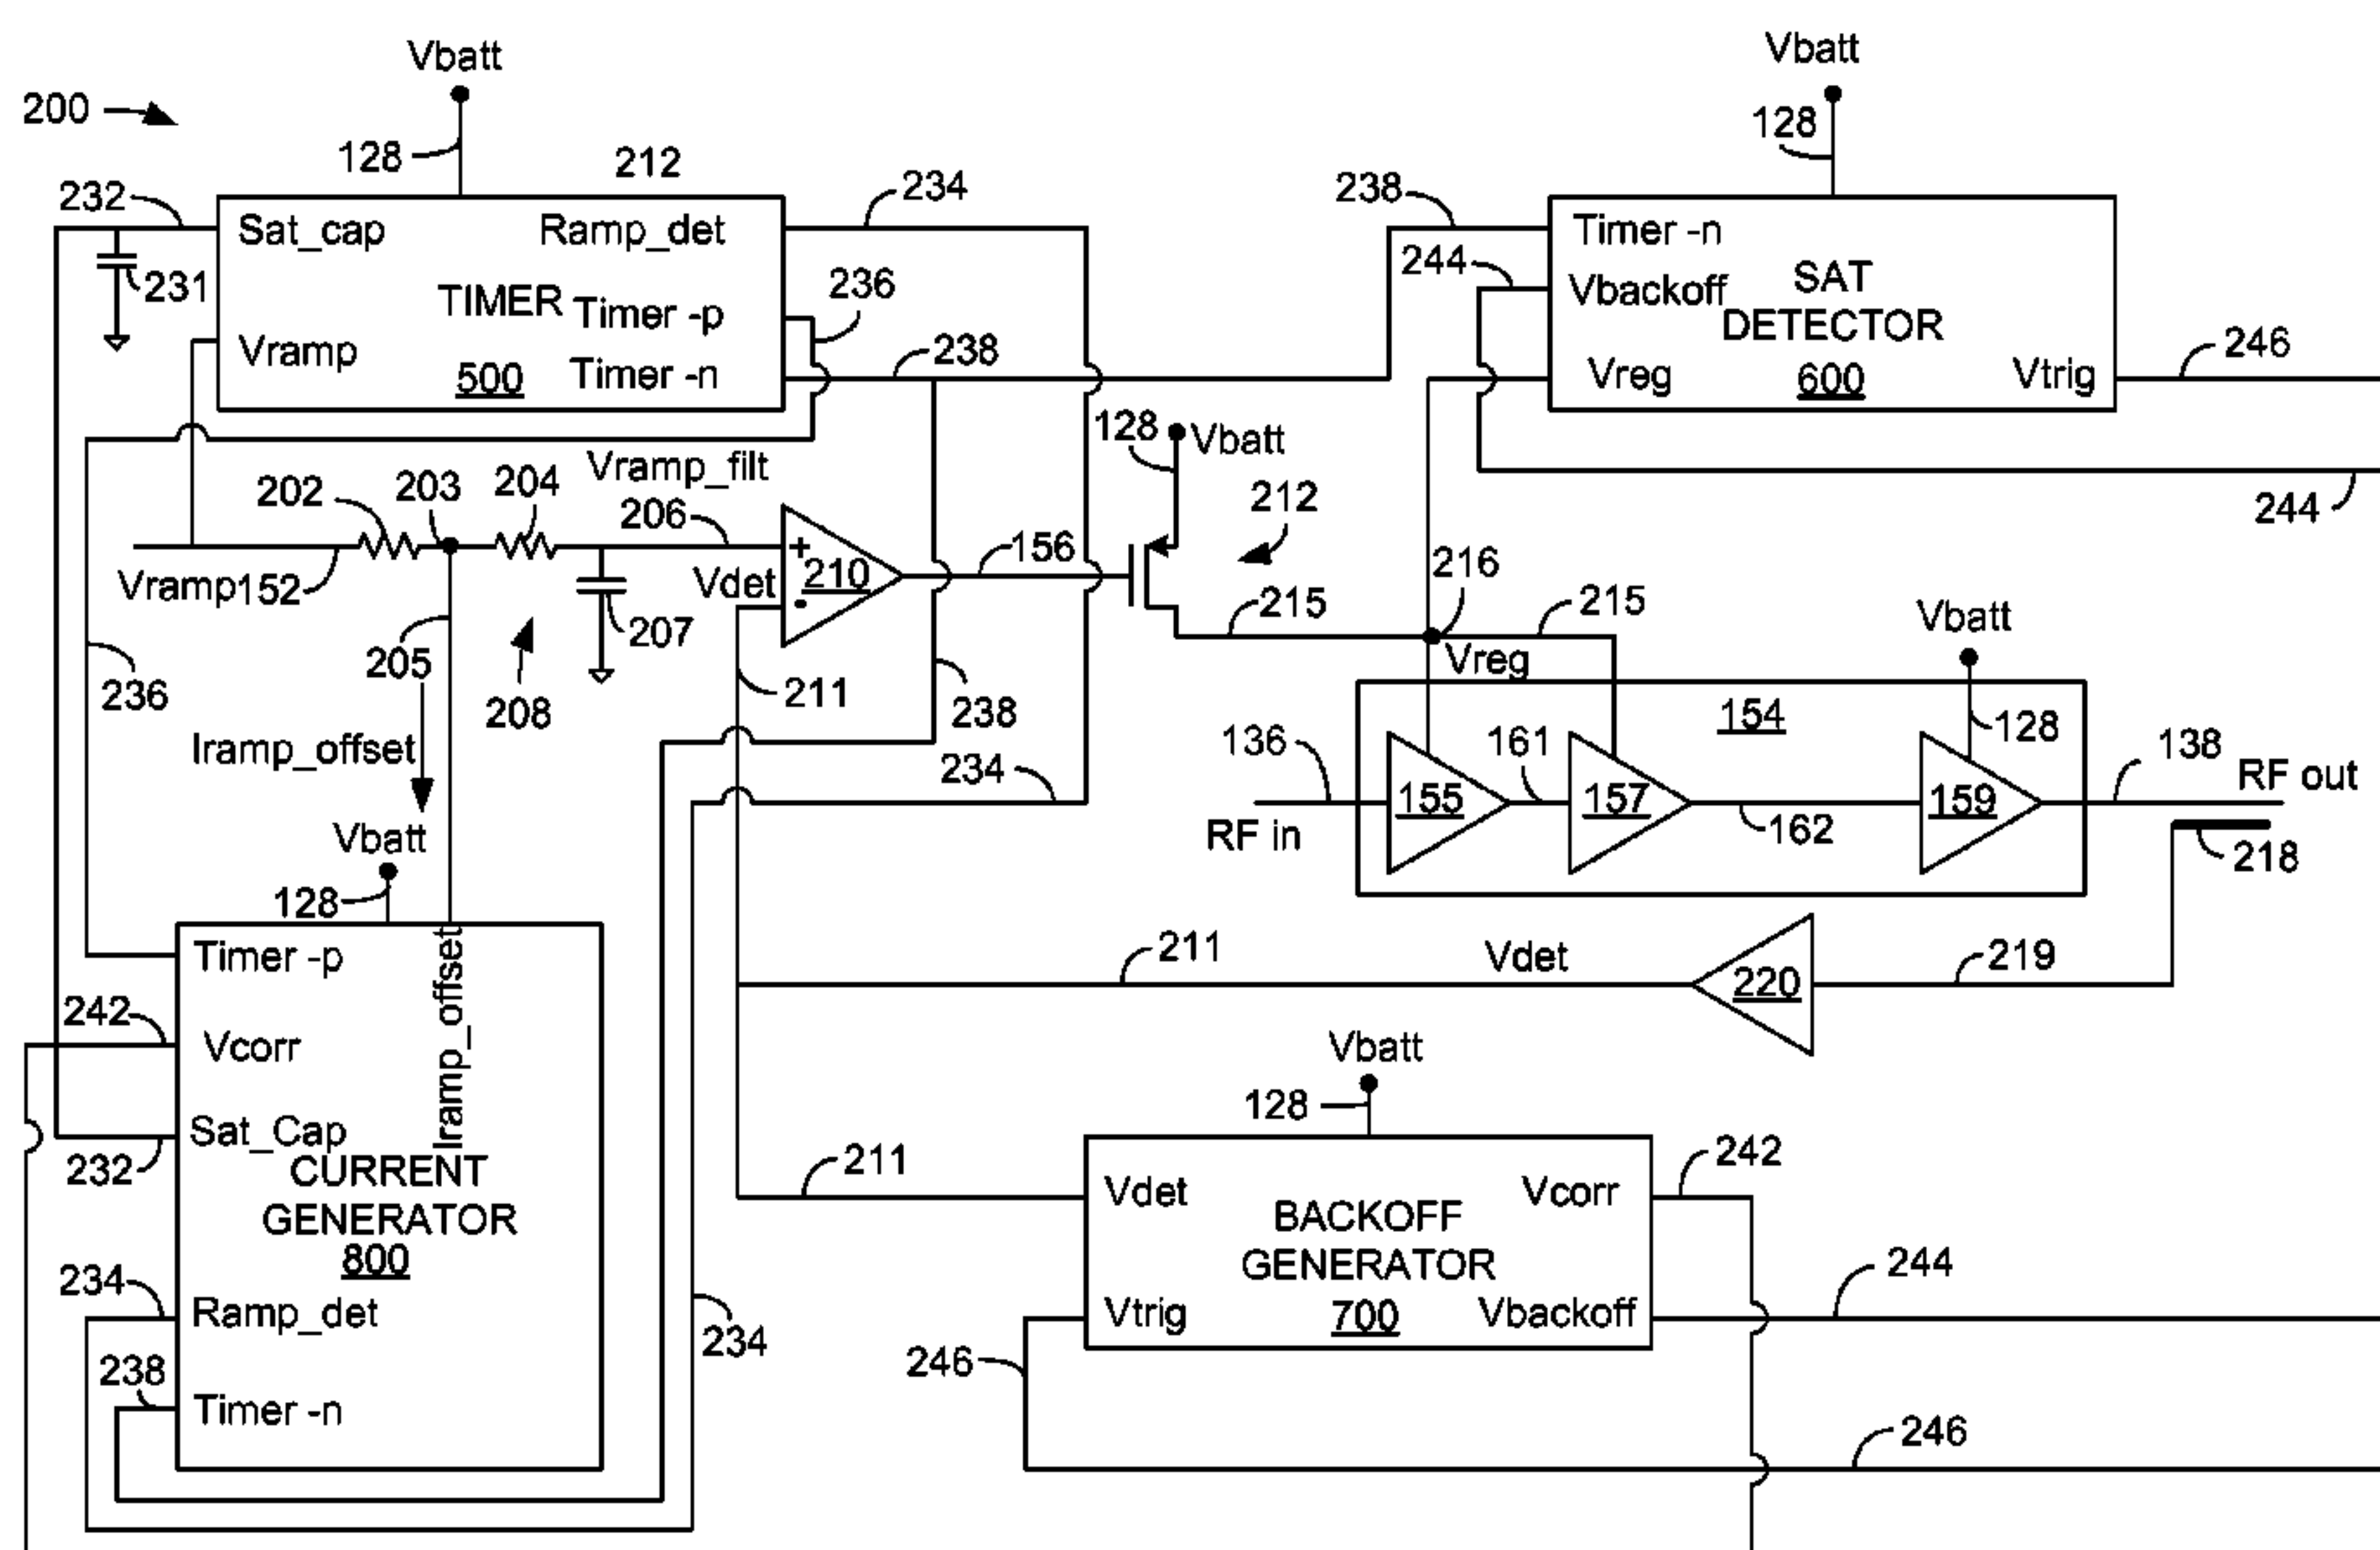 Vbatt
Vbatt
200
128
212
128
232
234
238
Sat_cap
Ramp_det
Timer -n
231
236
244
SAT
TIMER
Timer -p
Vbackoff
DETECTOR
Vramp
238
Vreg
Vtrig
246
500
Timer -n
600
128
Vbatt
Vramp_filt
202
203
204
206
212
244
156
216
Vramp152
Vdet
+
210
-
215
215
Vbatt
207
205
Vreg
236
211
208
238
154
128
Iramp_offset
136
161
138
234
RF out
155
157
159
Vbatt
RF in
162
218
128
Iramp_offset
Timer -p
211
Vdet
220
219
242
Vcorr
Vbatt
128
Sat_Cap
232
CURRENT
GENERATOR
800
211
242
Vdet
Vcorr
BACKOFF
GENERATOR
700
234
Ramp_det
Vtrig
Vbackoff
244
234
246
238
Timer -n
246